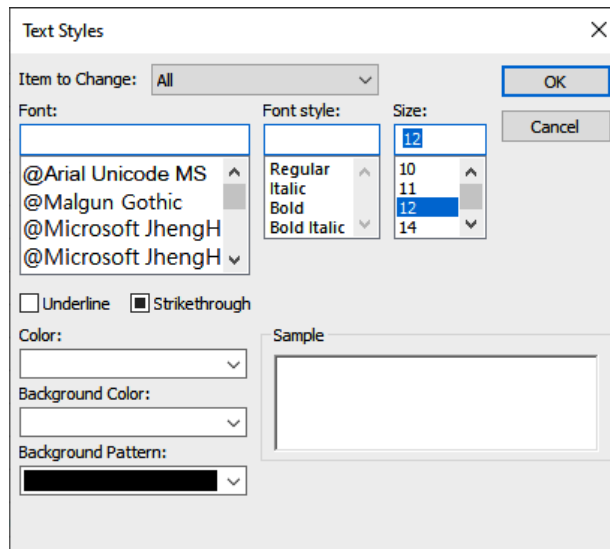 Text Styles
Item to Change: All
Font:
Font style:
Size:
12
OK
Cancel
@Arial Unicode MS
@Malgun Gothic
@Microsoft JhengH
@Microsoft JhengH
Regular
Italic
Bold
Bold Italic
10
11
12
14
Underline
Strikethrough
Color:
Sample
Background Color:
Background Pattern: